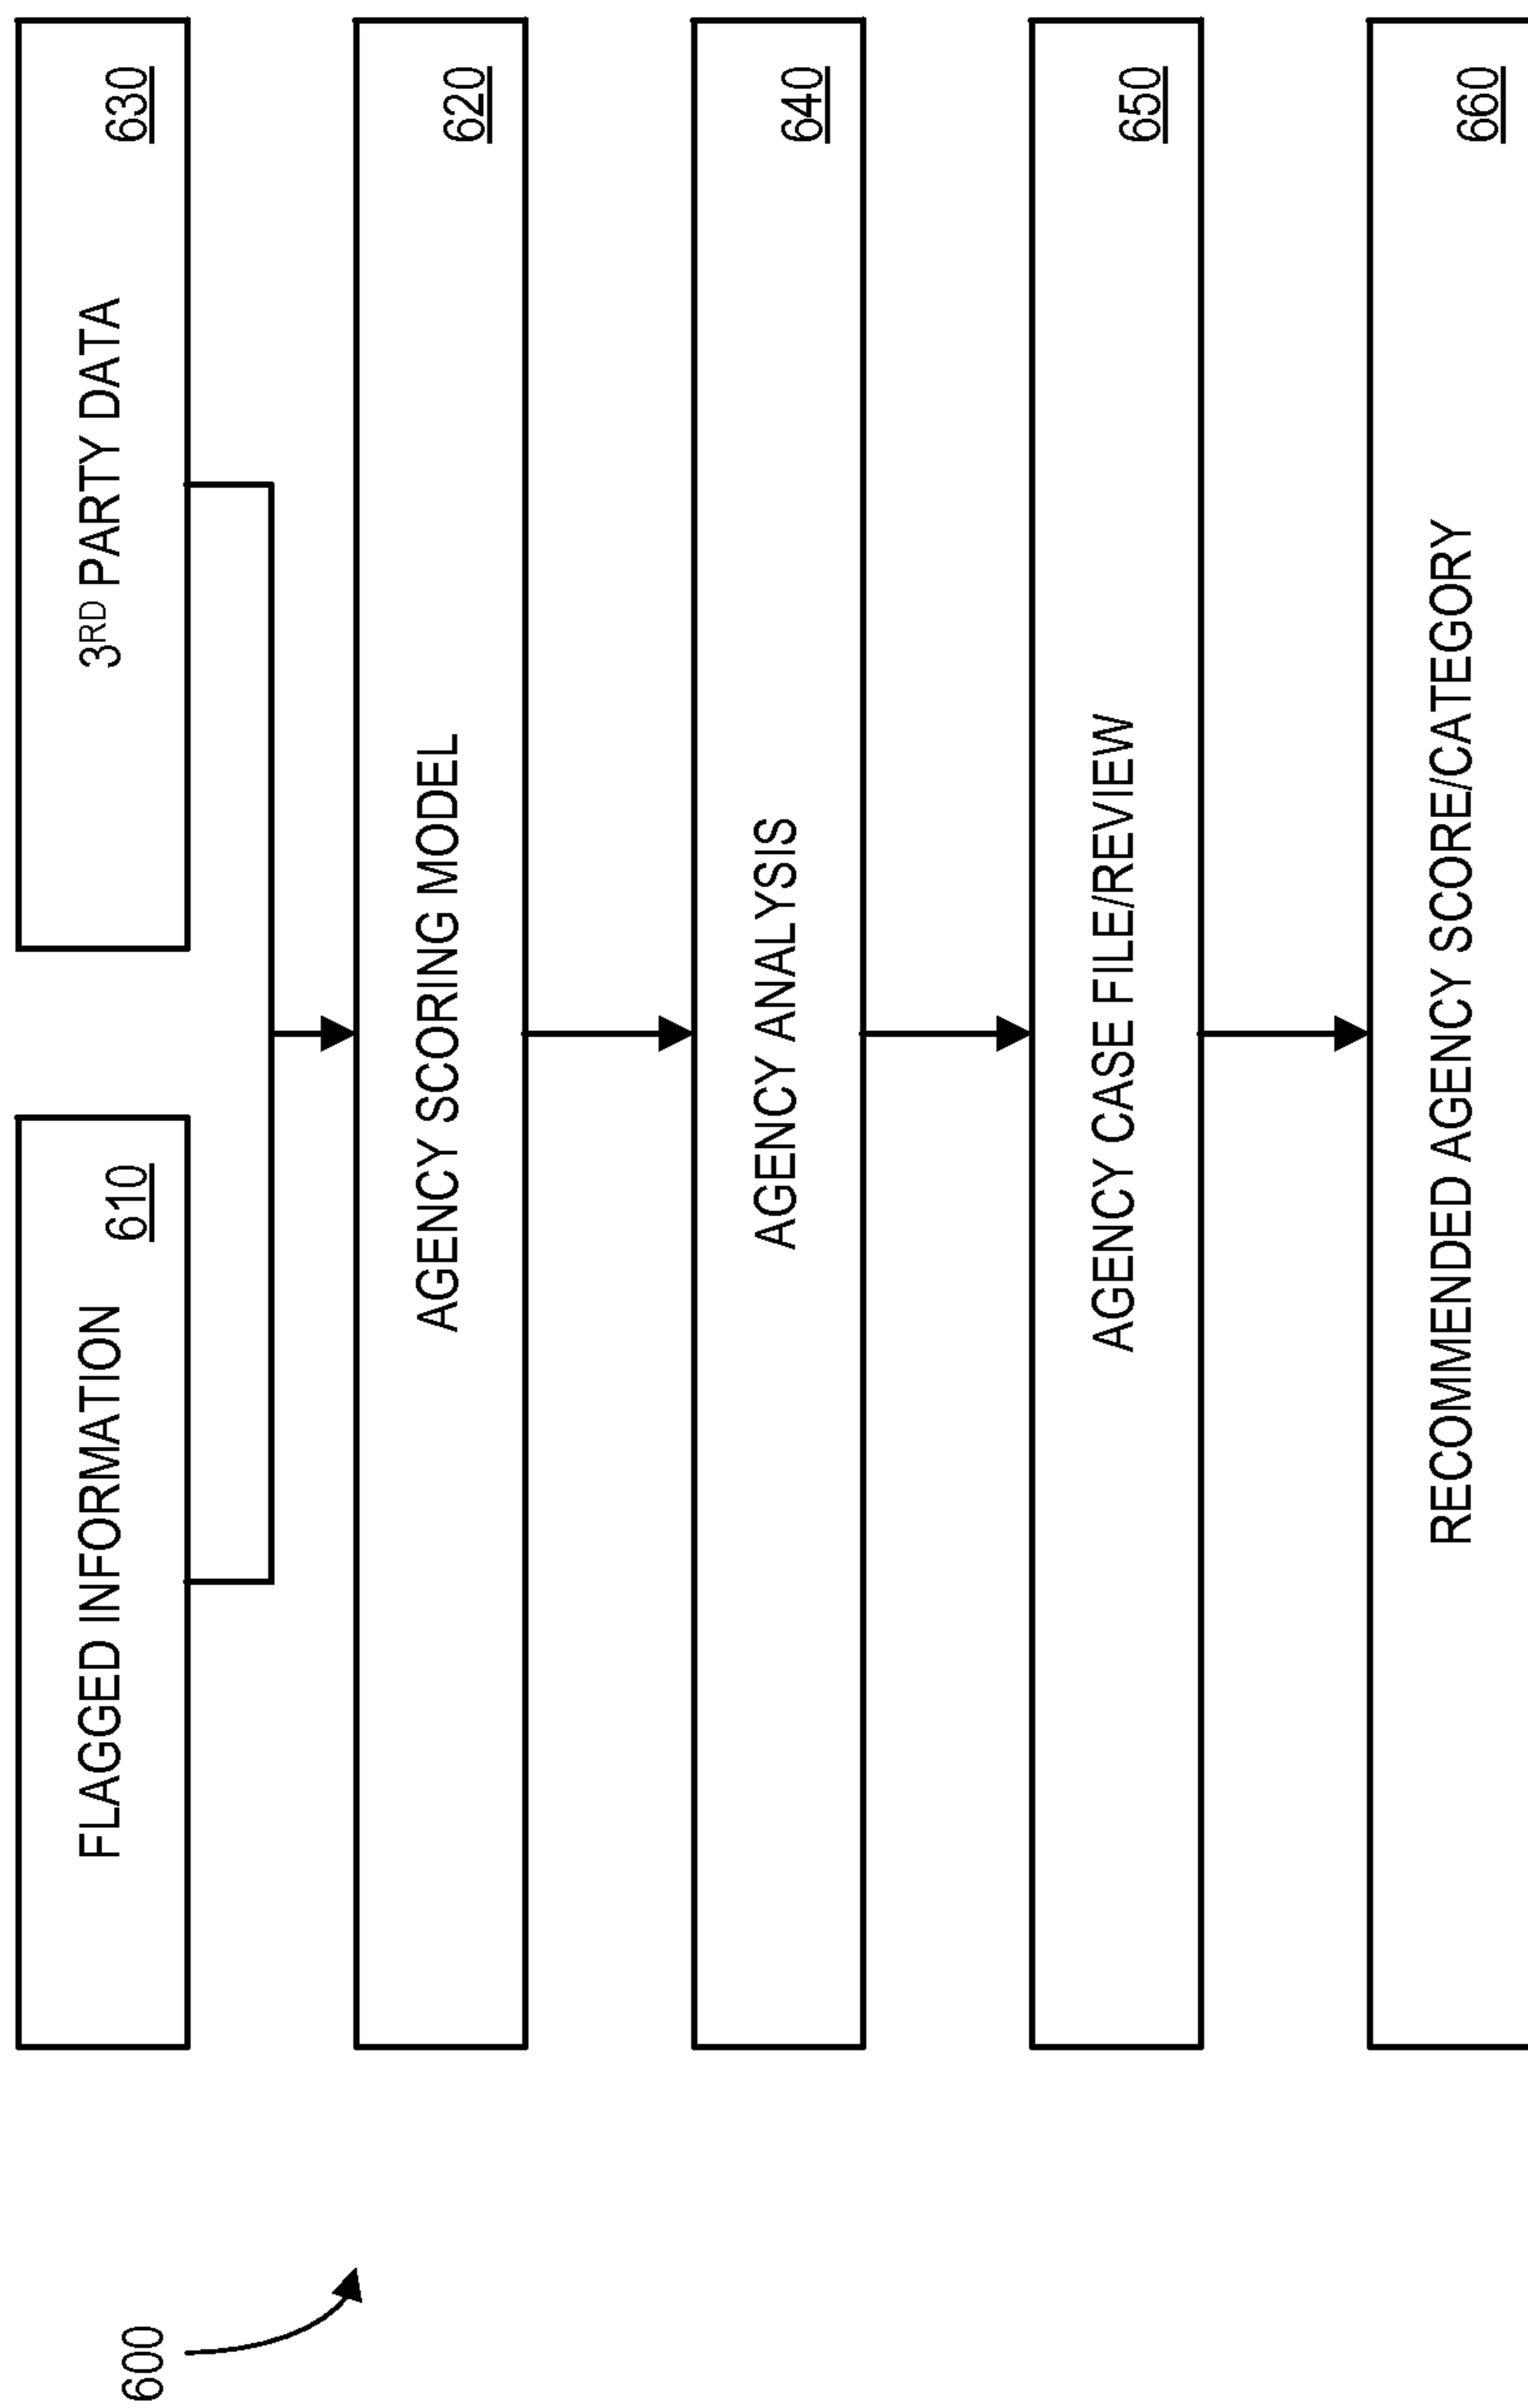 600
FLAGGED INFORMATION
610
3RD PARTY DATA
630
AGENCY SCORING MODEL
620
AGENCY ANALYSIS
640
AGENCY CASE FILE/REVIEW
650
RECOMMENDED AGENCY SCORE/CATEGORY
660